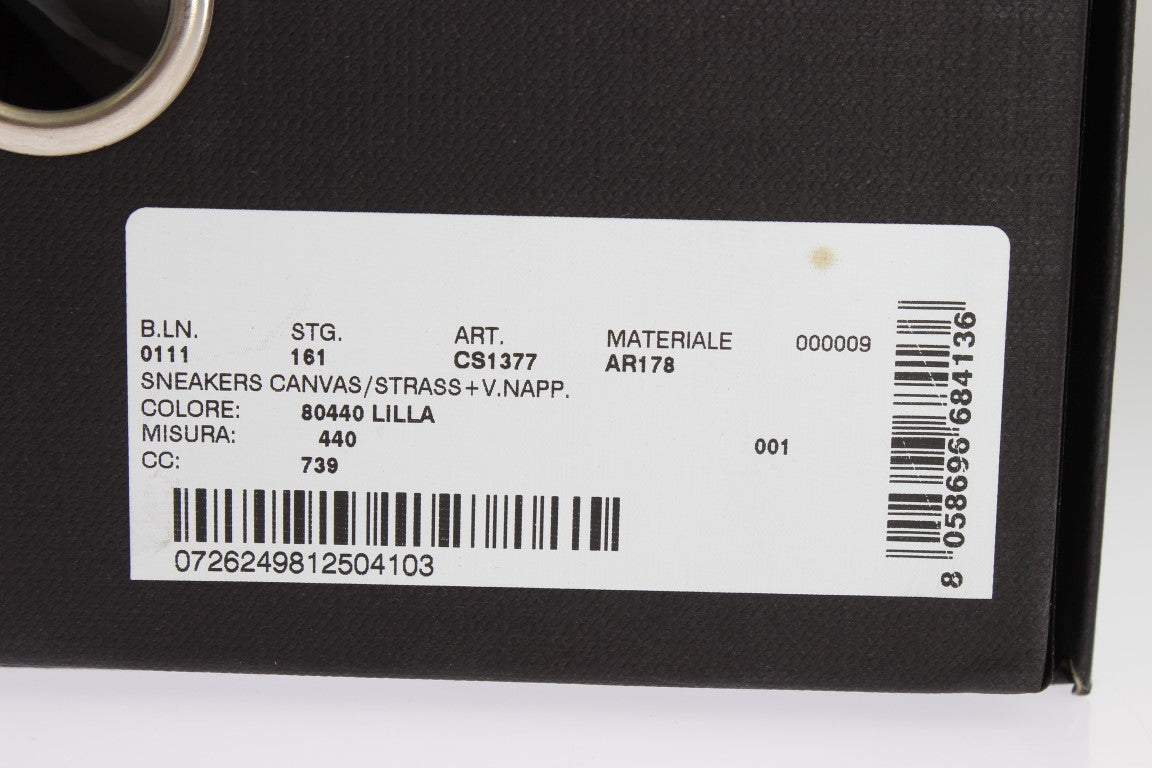 B.LN. STG. ART. MATERIALE 000009
0111 161 CS1377 AR178
SNEAKERS CANVAS/STRASS+V.NAPP.
COLORE: 80440 LILLA
MISURA: 440 001
CC: 739
0726249812504103
8 058696 684136